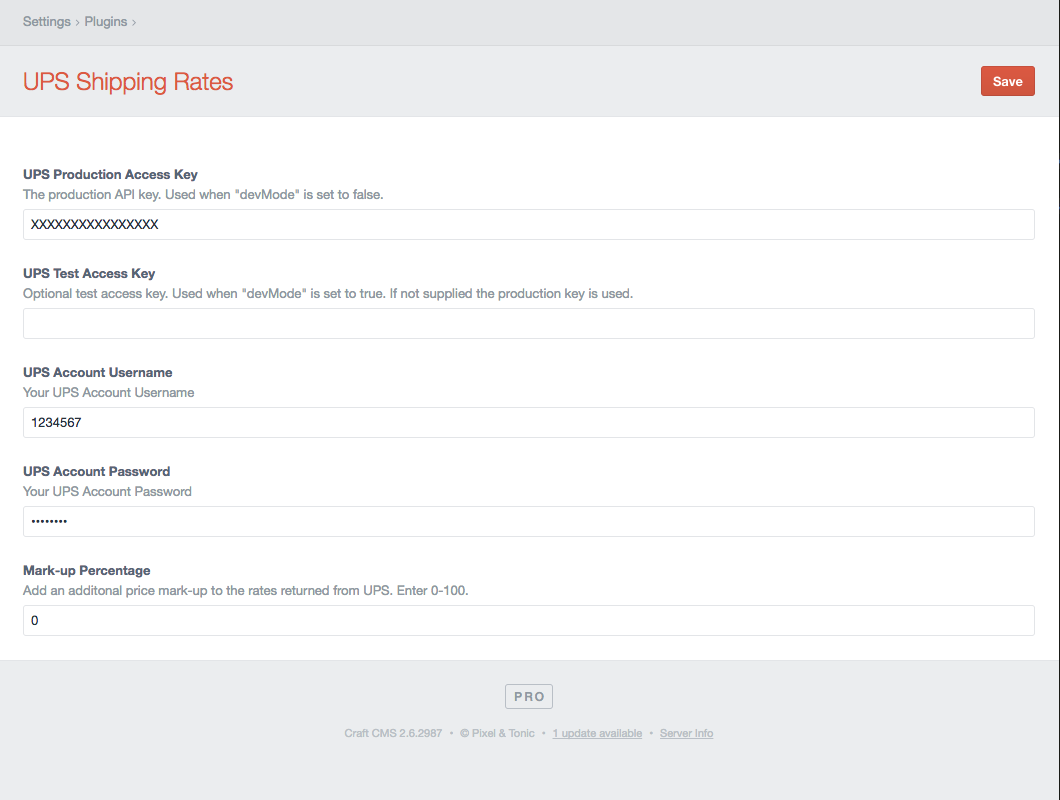 Settings › Plugins ›
UPS Shipping Rates
Save
UPS Production Access Key
The production API key. Used when "devMode" is set to false.
XXXXXXXXXXXXXXXX
UPS Test Access Key
Optional test access key. Used when "devMode" is set to true. If not supplied the production key is used.
UPS Account Username
Your UPS Account Username
1234567
UPS Account Password
Your UPS Account Password
••••••••
Mark-up Percentage
Add an additonal price mark-up to the rates returned from UPS. Enter 0-100.
0
PRO
Craft CMS 2.6.2987 • © Pixel & Tonic • 1 update available • Server Info